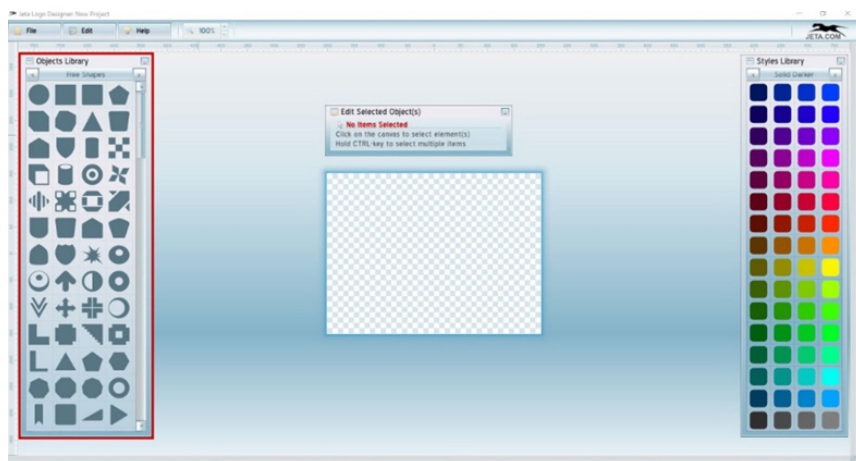 Jeta Logo Designer New Project
File Edit Help 100%
JETA.COM
Objects Library
Free Shapes
Edit Selected Object(s)
No Items Selected
Click on the canvas to select element(s)
Hold CTRL-key to select multiple items
Styles Library
Solid Darker